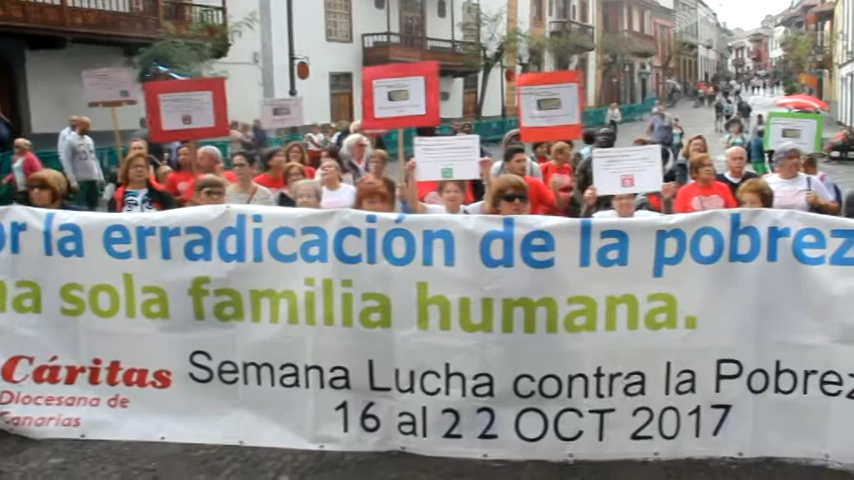 or la erradicación de la pobrez
na sola familia humana.
Cáritas
Diocesana de
Canarias
Semana Lucha contra la Pobrez
16 al 22 OCT 2017